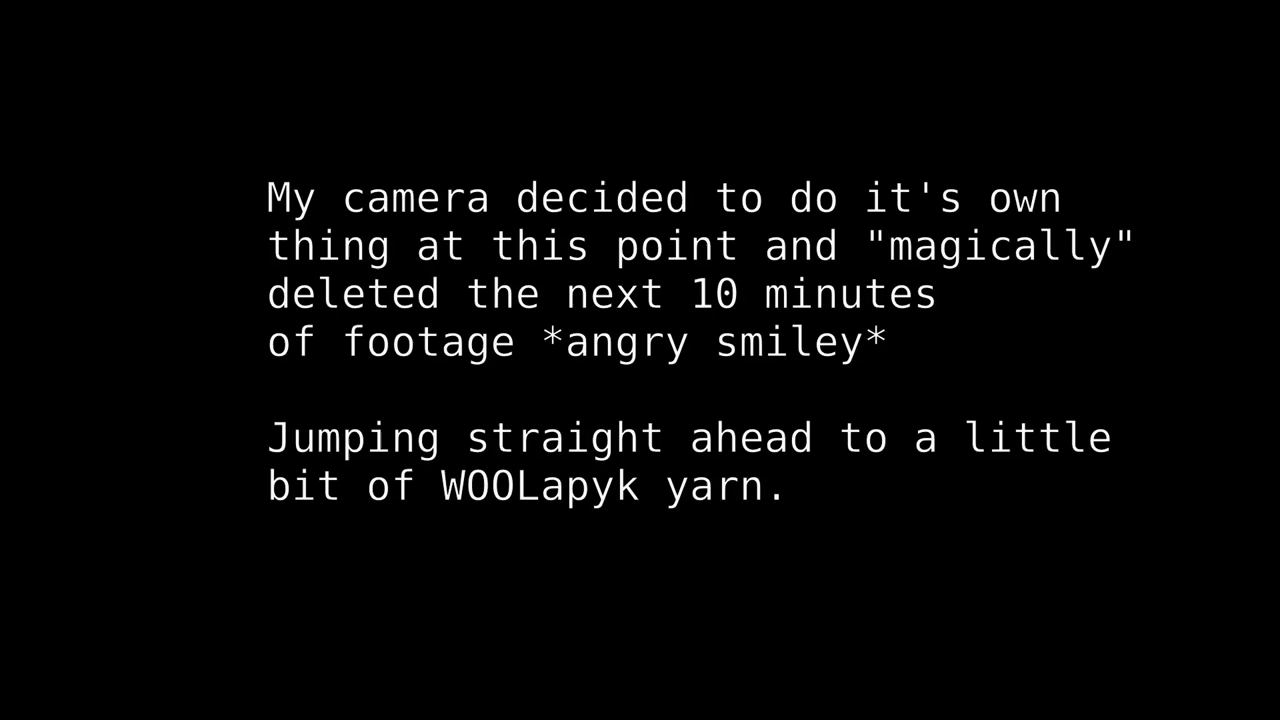 My camera decided to do it's own
thing at this point and "magically"
deleted the next 10 minutes
of footage *angry smiley*
Jumping straight ahead to a little
bit of WOOLapyk yarn.